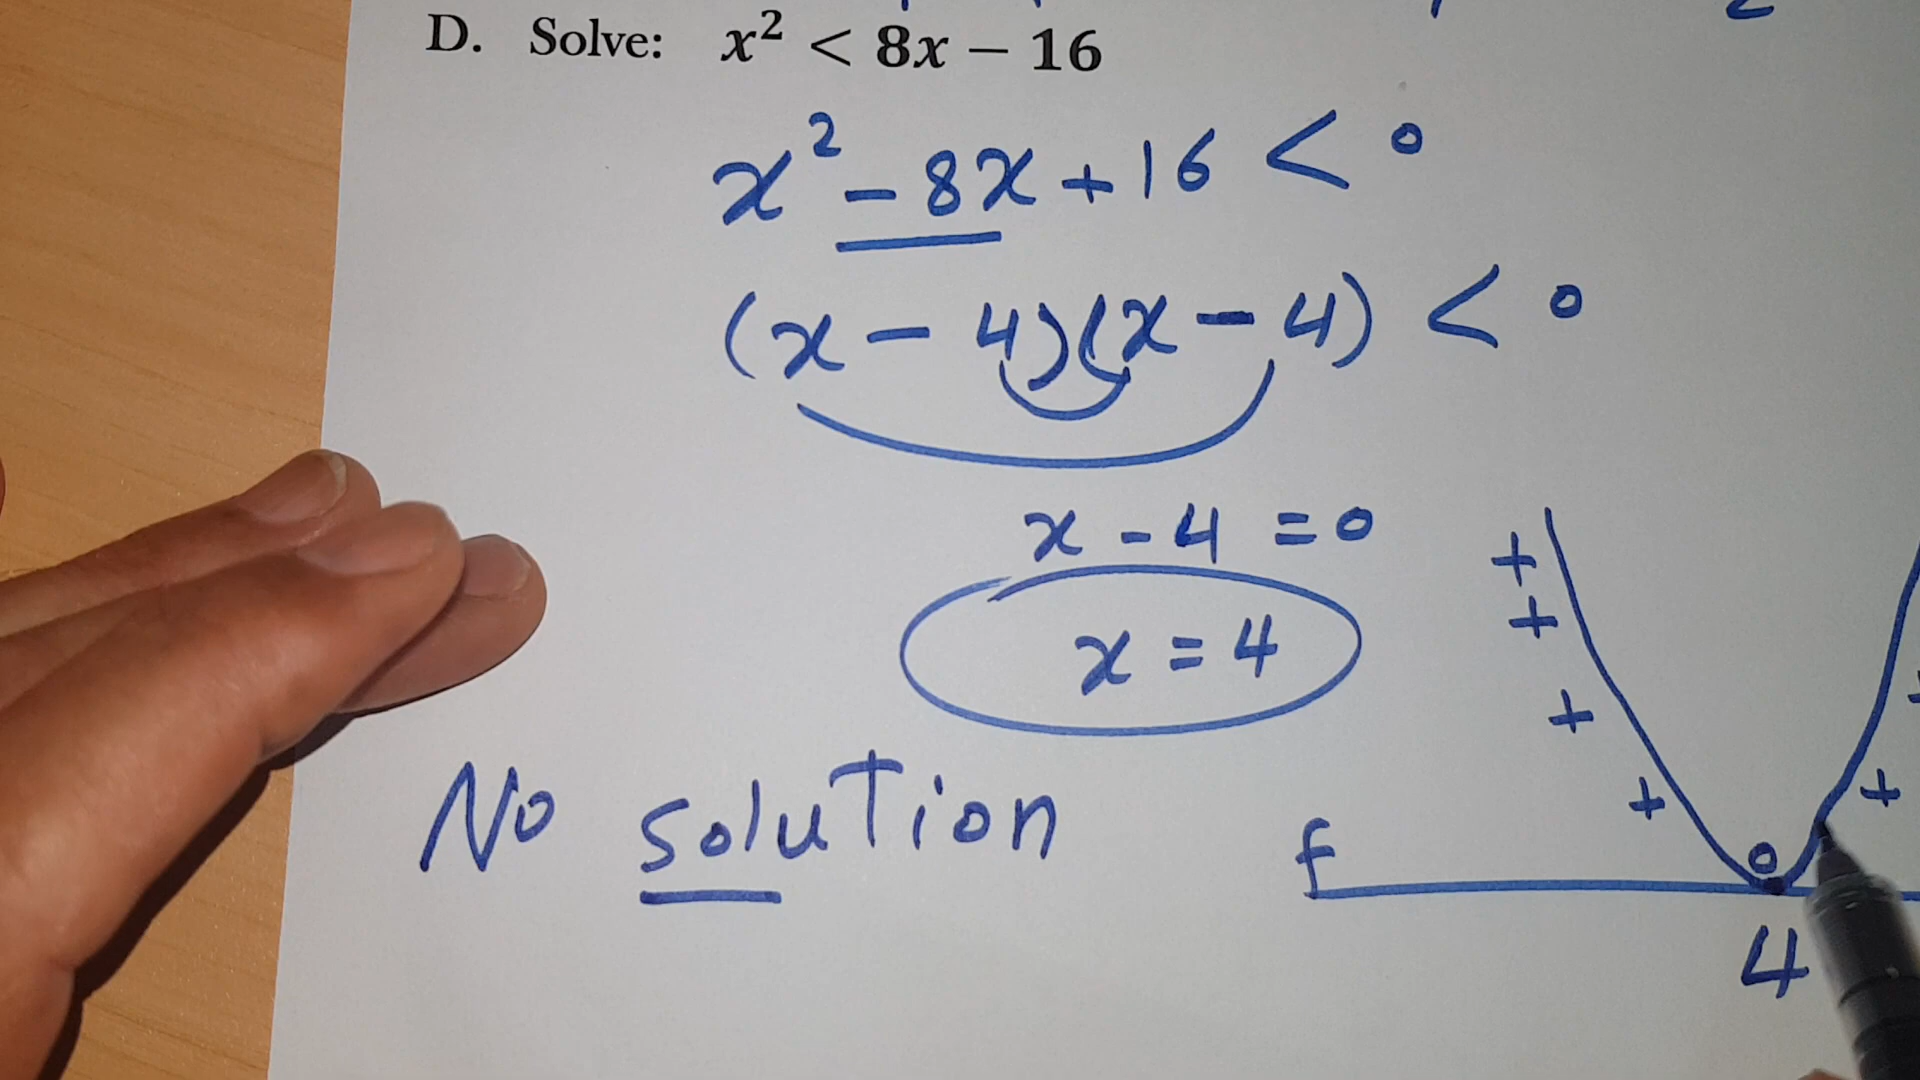 D. Solve: x² < 8x − 16
x² − 8x + 16 < 0
(x − 4)(x − 4) < 0
x − 4 = 0
x = 4
+
+
+
+ +
No solution
f 0
4